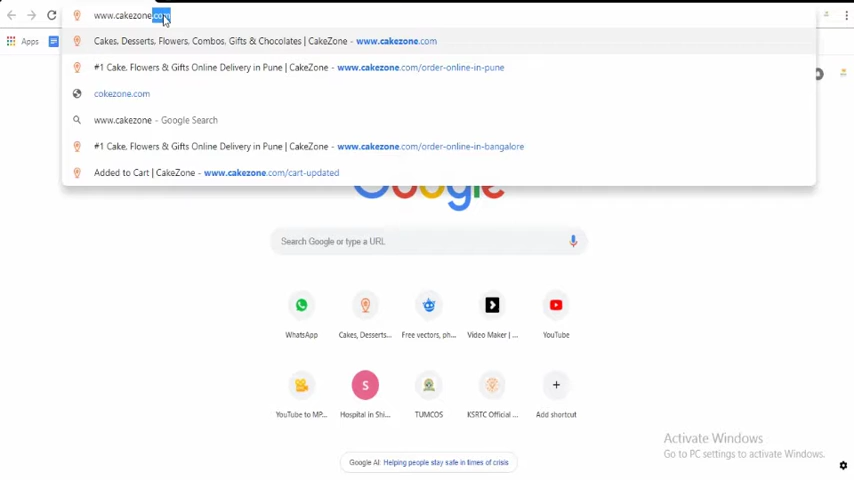 www.cakezone.com
Apps
Cakes, Desserts, Flowers, Combos, Gifts & Chocolates | CakeZone - www.cakezone.com
#1 Cake, Flowers & Gifts Online Delivery in Pune | CakeZone - www.cakezone.com/order-online-in-pune
cokezone.com
www.cakezone - Google Search
#1 Cake, Flowers & Gifts Online Delivery in Pune | CakeZone - www.cakezone.com/order-online-in-bangalore
Added to Cart | CakeZone - www.cakezone.com/cart-updated
Google
Search Google or type a URL
WhatsApp
Cakes, Desserts...
Free vectors, ph...
Video Maker | ...
YouTube
S
YouTube to MP...
Hospital in Shi...
TUMCOS
KSRTC Official ...
Add shortcut
Activate Windows
Go to PC settings to activate Windows.
Google AI: Helping people stay safe in times of crisis